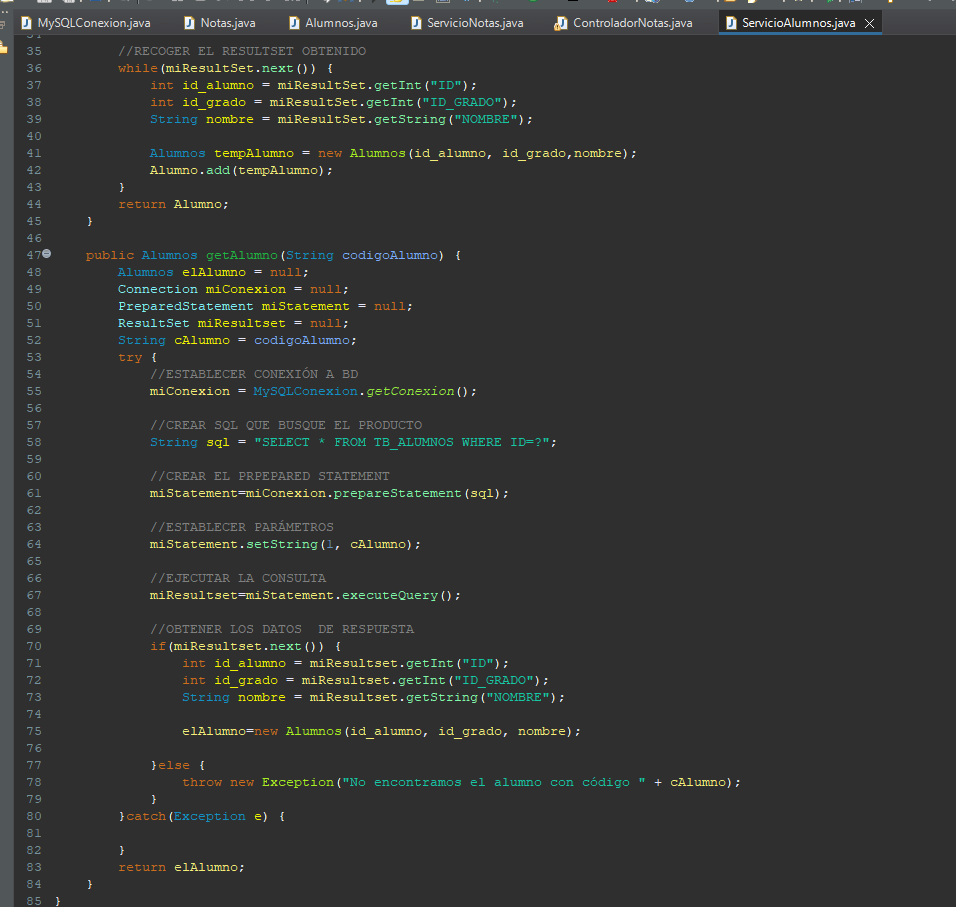 MySQLConexion.java Notas.java Alumnos.java ServicioNotas.java ControladorNotas.java ServicioAlumnos.java
35 //RECOGER EL RESULTSET OBTENIDO
36 while(miResultSet.next()) {
37 int id_alumno = miResultSet.getInt("ID");
38 int id_grado = miResultSet.getInt("ID_GRADO");
39 String nombre = miResultSet.getString("NOMBRE");
40
41 Alumnos tempAlumno = new Alumnos(id_alumno, id_grado,nombre);
42 Alumno.add(tempAlumno);
43 }
44 return Alumno;
45 }
46
47 public Alumnos getAlumno(String codigoAlumno) {
48 Alumnos elAlumno = null;
49 Connection miConexion = null;
50 PreparedStatement miStatement = null;
51 ResultSet miResultset = null;
52 String cAlumno = codigoAlumno;
53 try {
54 //ESTABLECER CONEXIÓN A BD
55 miConexion = MySQLConexion.getConexion();
56
57 //CREAR SQL QUE BUSQUE EL PRODUCTO
58 String sql = "SELECT * FROM TB_ALUMNOS WHERE ID=?";
59
60 //CREAR EL PRPEPARED STATEMENT
61 miStatement=miConexion.prepareStatement(sql);
62
63 //ESTABLECER PARÁMETROS
64 miStatement.setString(1, cAlumno);
65
66 //EJECUTAR LA CONSULTA
67 miResultset=miStatement.executeQuery();
68
69 //OBTENER LOS DATOS  DE RESPUESTA
70 if(miResultset.next()) {
71 int id_alumno = miResultset.getInt("ID");
72 int id_grado = miResultset.getInt("ID_GRADO");
73 String nombre = miResultset.getString("NOMBRE");
74
75 elAlumno=new Alumnos(id_alumno, id_grado, nombre);
76
77 }else {
78 throw new Exception("No encontramos el alumno con código " + cAlumno);
79 }
80 }catch(Exception e) {
81
82 }
83 return elAlumno;
84 }
85 }